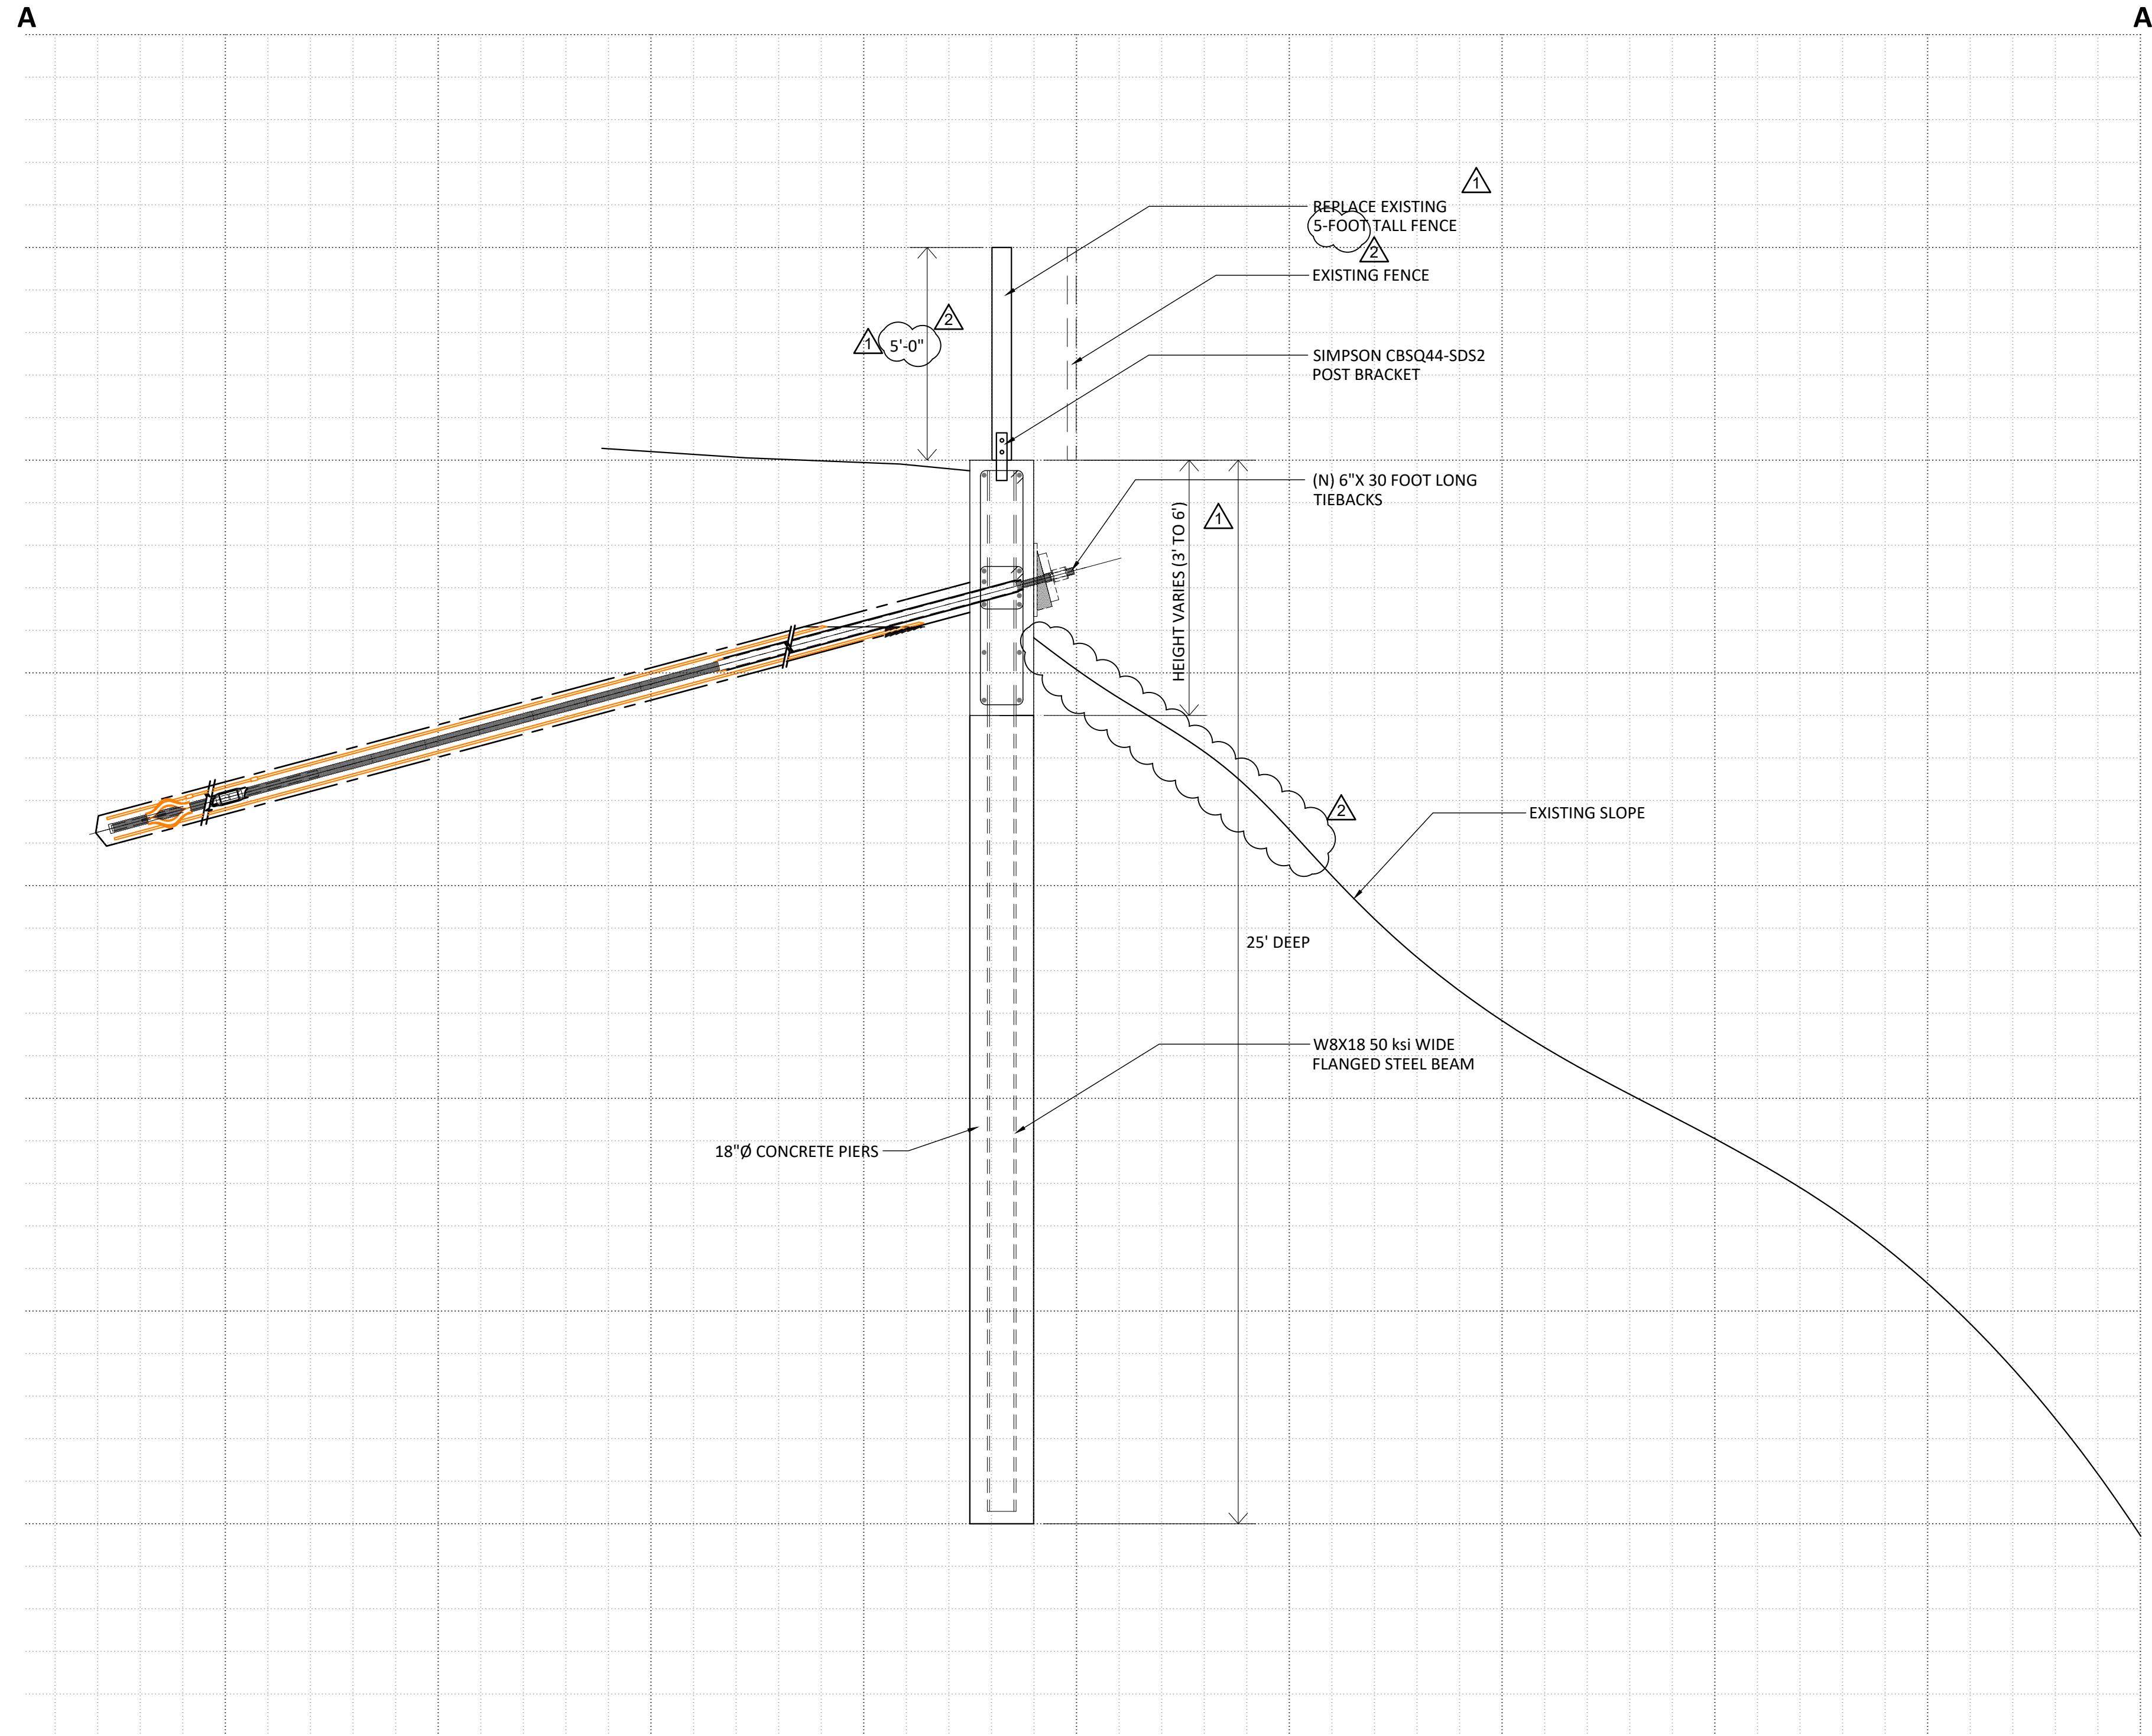 A
A
1
REPLACE EXISTING
5-FOOT TALL FENCE
2
EXISTING FENCE
2
1
5'-0"
SIMPSON CBSQ44-SDS2
POST BRACKET
(N) 6"X 30 FOOT LONG
TIEBACKS
HEIGHT VARIES (3' TO 6')
1
2
EXISTING SLOPE
25' DEEP
W8X18 50 ksi WIDE
FLANGED STEEL BEAM
18"Ø CONCRETE PIERS